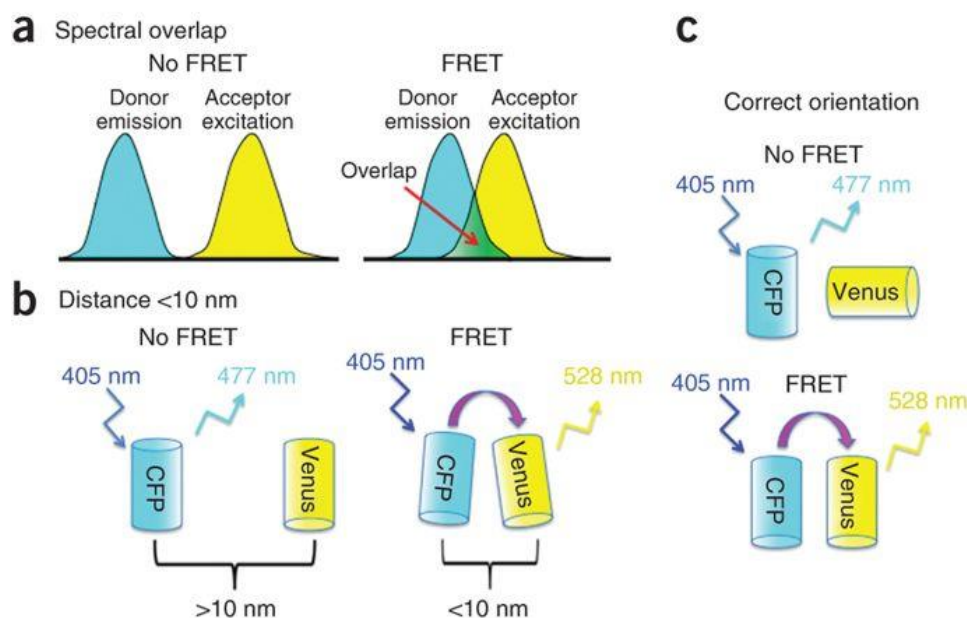 a Spectral overlap
No FRET
Donor
emission
Acceptor
excitation
FRET
Donor
emission
Acceptor
excitation
Overlap
b Distance <10 nm
No FRET
405 nm
477 nm
CFP
Venus
>10 nm
FRET
405 nm
528 nm
CFP
Venus
<10 nm
c
Correct orientation
No FRET
405 nm
477 nm
CFP
Venus
FRET
405 nm
528 nm
CFP
Venus